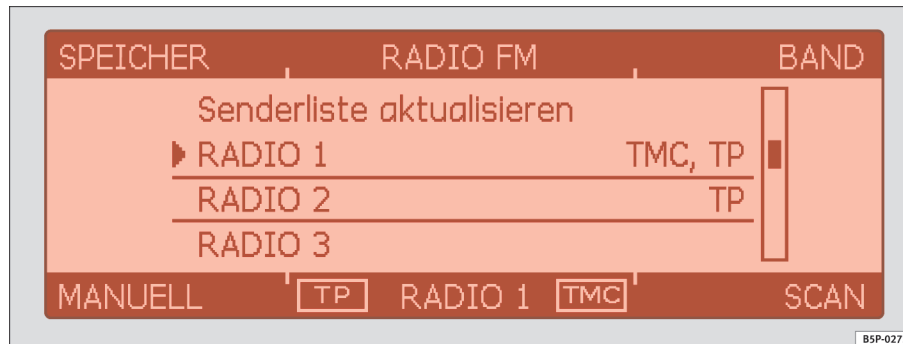 SPEICHER RADIO FM BAND
Senderliste aktualisieren
RADIO 1 TMC, TP
RADIO 2 TP
RADIO 3
MANUELL TP RADIO 1 TMC SCAN
B5P-027